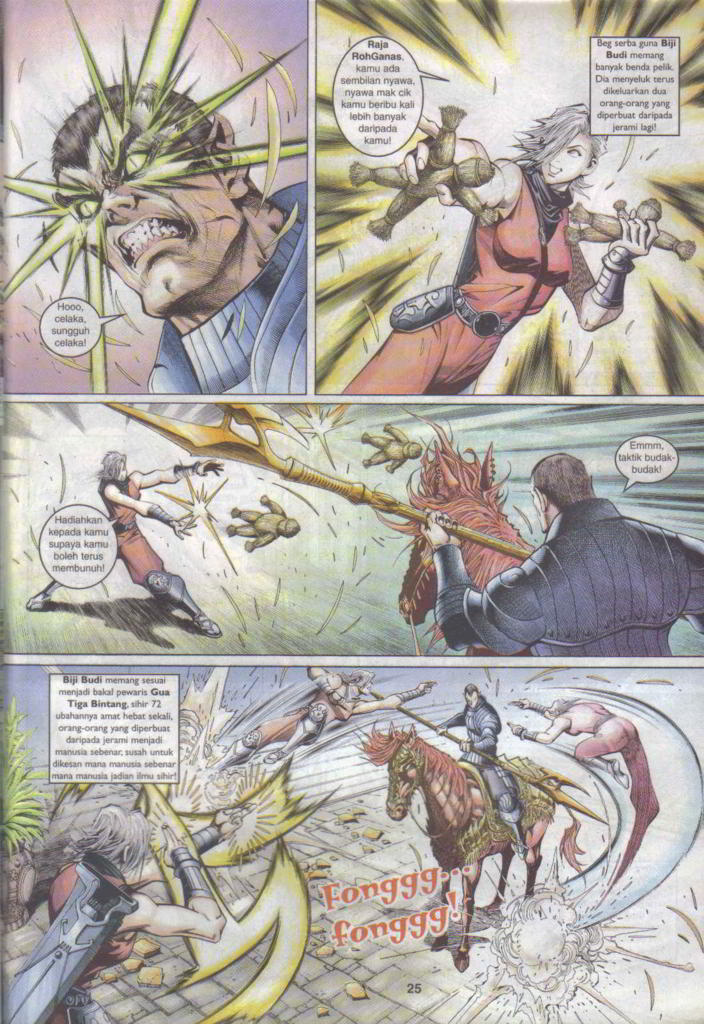 Hooo,
celaka,
sungguh
celaka!
Raja
RohGanas,
kamu ada
sembilan nyawa,
nyawa mak cik
kamu beribu kali
lebih banyak
daripada
kamu!
Beg serba guna Biji
Budi memang
banyak benda pelik.
Dia menyeluk terus
dikeluarkan dua
orang-orang yang
diperbuat daripada
jerami lagi!
Hadiahkan
kepada kamu
supaya kamu
boleh terus
membunuh!
Emmm,
taktik budak-
budak!
Biji Budi memang sesuai
menjadi bakal pewaris Gua
Tiga Bintang, sihir 72
ubahannya amat hebat sekali,
orang-orang yang diperbuat
daripada jerami menjadi
manusia sebenar, susah untuk
dikesan mana manusia sebenar
mana manusia jadian ilmu sihir!
Fonggg...
fonggg!
25